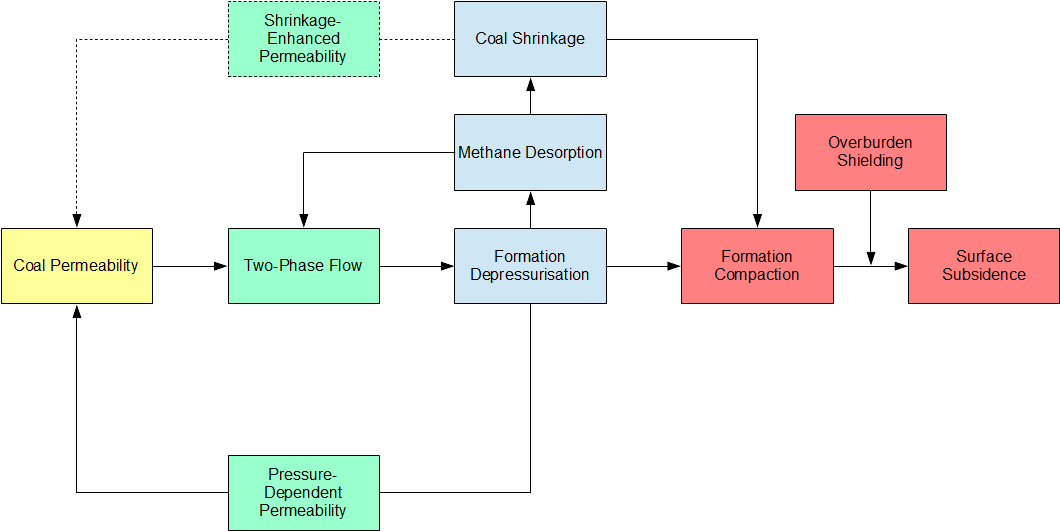 Shrinkage-
Enhanced
Permeability
Coal Shrinkage
Methane Desorption
Overburden
Shielding
Coal Permeability
Two-Phase Flow
Formation
Depressurisation
Formation
Compaction
Surface
Subsidence
Pressure-
Dependent
Permeability